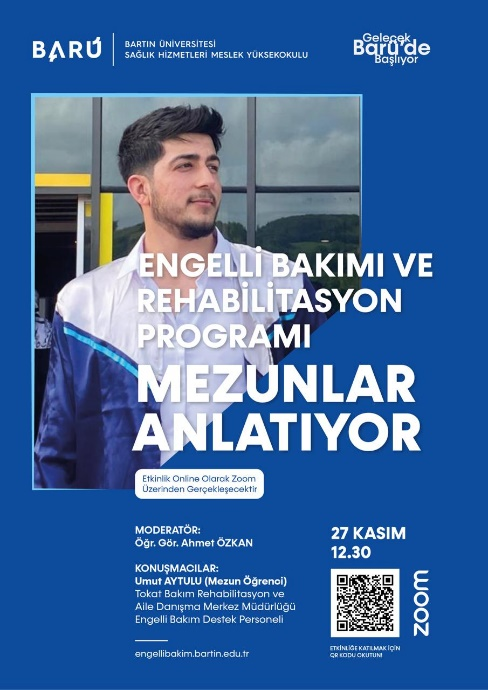 BARÜ
BARTIN ÜNİVERSİTESİ
SAĞLIK HİZMETLERİ MESLEK YÜKSEKOKULU
Gelecek
Barü'de
Başlıyor
ENGELLİ BAKIMI VE
REHABİLİTASYON
PROGRAMI
MEZUNLAR
ANLATIYOR
Etkinlik Online Olarak Zoom
Üzerinden Gerçekleşecektir
MODERATÖR:
Öğr. Gör. Ahmet ÖZKAN
KONUŞMACILAR:
Umut AYTULU (Mezun Öğrenci)
Tokat Bakım Rehabilitasyon ve
Aile Danışma Merkez Müdürlüğü
Engelli Bakım Destek Personeli
engellibakim.bartin.edu.tr
27 KASIM
12.30
zoom
ETKİNLİĞE KATILMAK İÇİN
QR KODU OKUTUN!